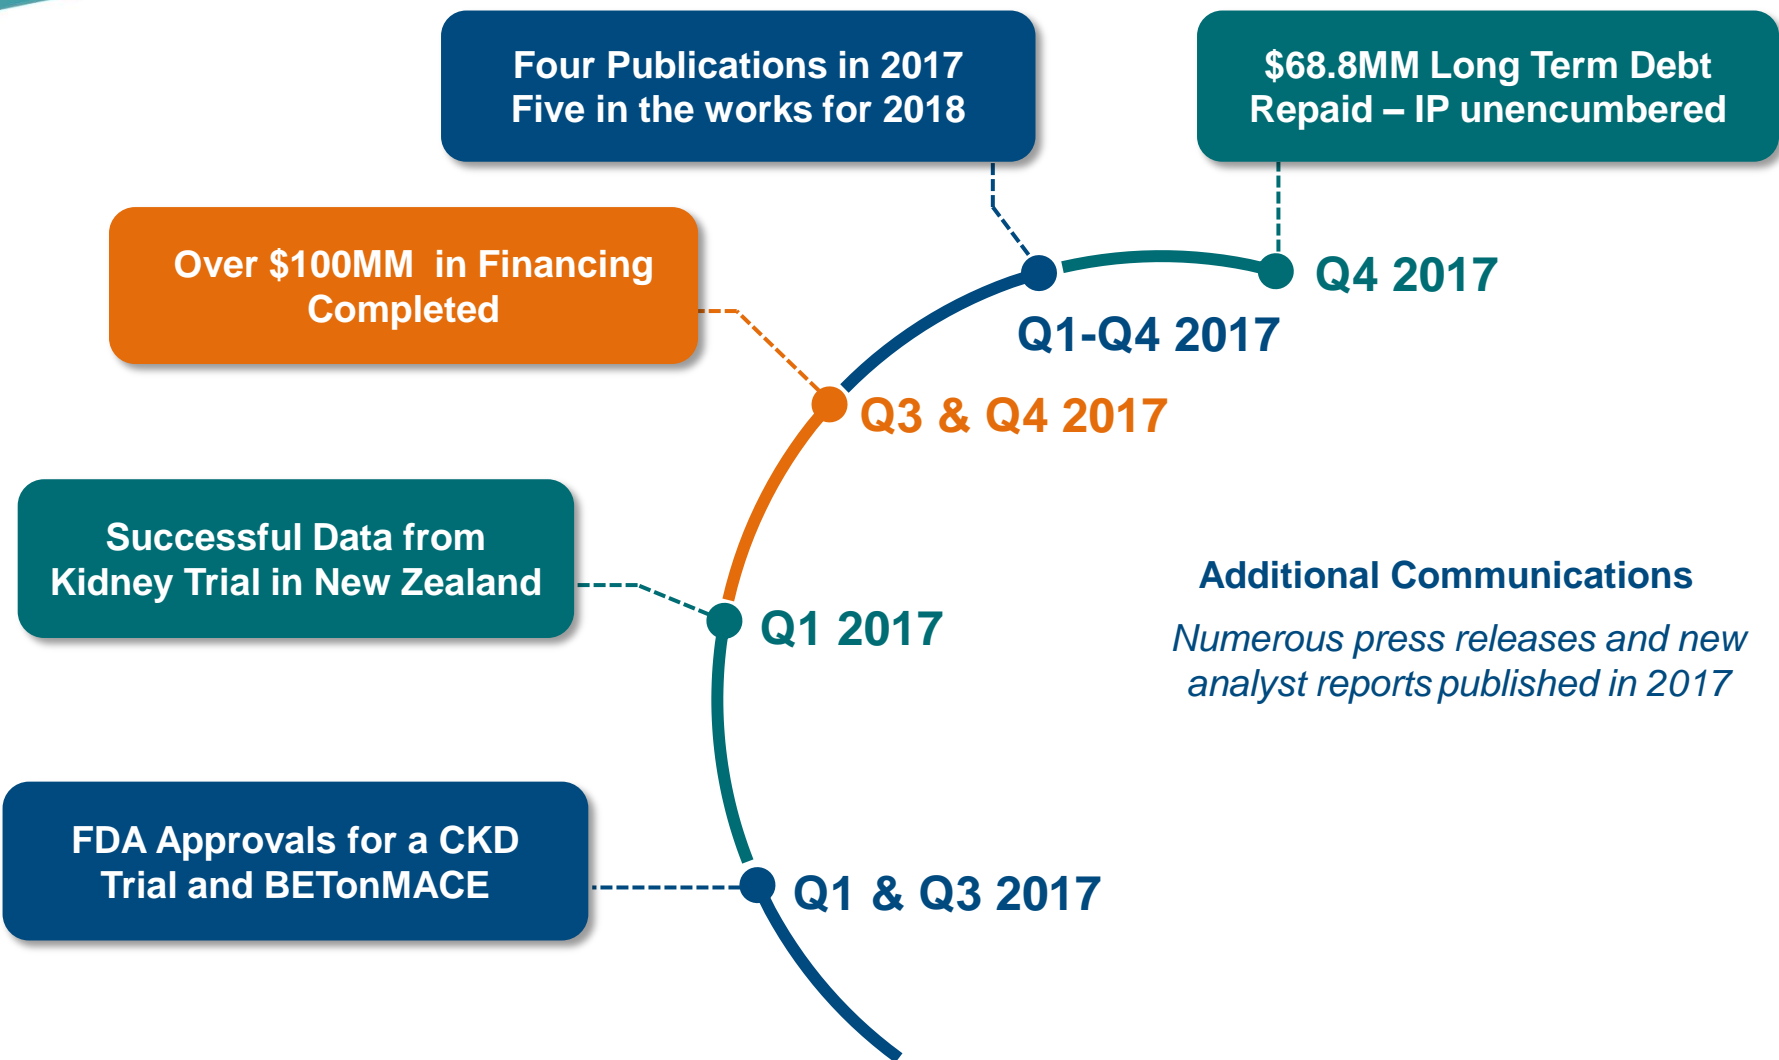 Four Publications in 2017
Five in the works for 2018
$68.8MM Long Term Debt
Repaid – IP unencumbered
Over $100MM in Financing
Completed
Q4 2017
Q1-Q4 2017
Q3 & Q4 2017
Successful Data from
Kidney Trial in New Zealand
Q1 2017
Additional Communications
Numerous press releases and new
analyst reports published in 2017
FDA Approvals for a CKD
Trial and BETonMACE
Q1 & Q3 2017